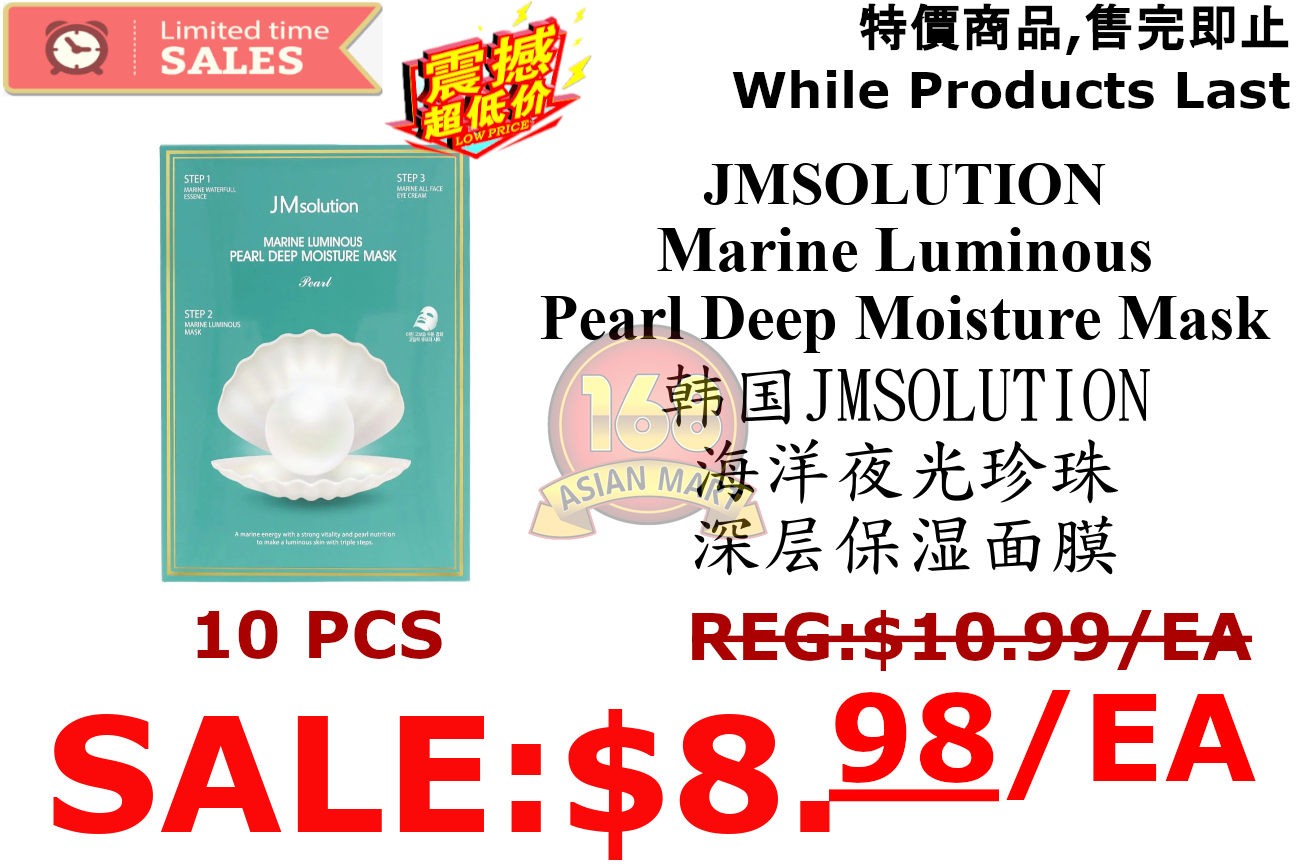 Limited time
SALES
震撼
超低价
LOW PRICE
特價商品,售完即止
While Products Last
STEP 1
MARINE WATERFULL
ESSENCE
STEP 3
MARINE ALL FACE
EYE CREAM
JMsolution
MARINE LUMINOUS
PEARL DEEP MOISTURE MASK
Pearl
STEP 2
MARINE LUMINOUS
MASK
A marine energy with a strong vitality and pearl nutrition
to make a luminous skin with triple steps.
JMSOLUTION
Marine Luminous
Pearl Deep Moisture Mask
韩国JMSOLUTION
海洋夜光珍珠
深层保湿面膜
168
ASIAN MART
10 PCS
REG:$10.99/EA
SALE:$8.98/EA